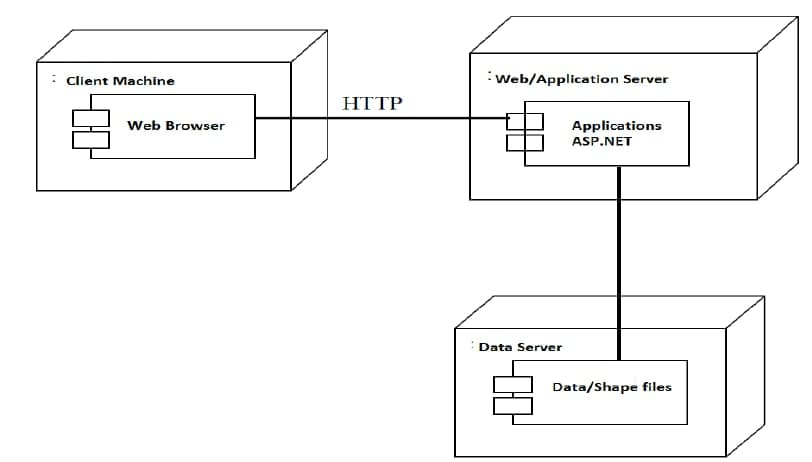 : Client Machine
Web Browser
HTTP
: Web/Application Server
Applications
ASP.NET
: Data Server
Data/Shape files